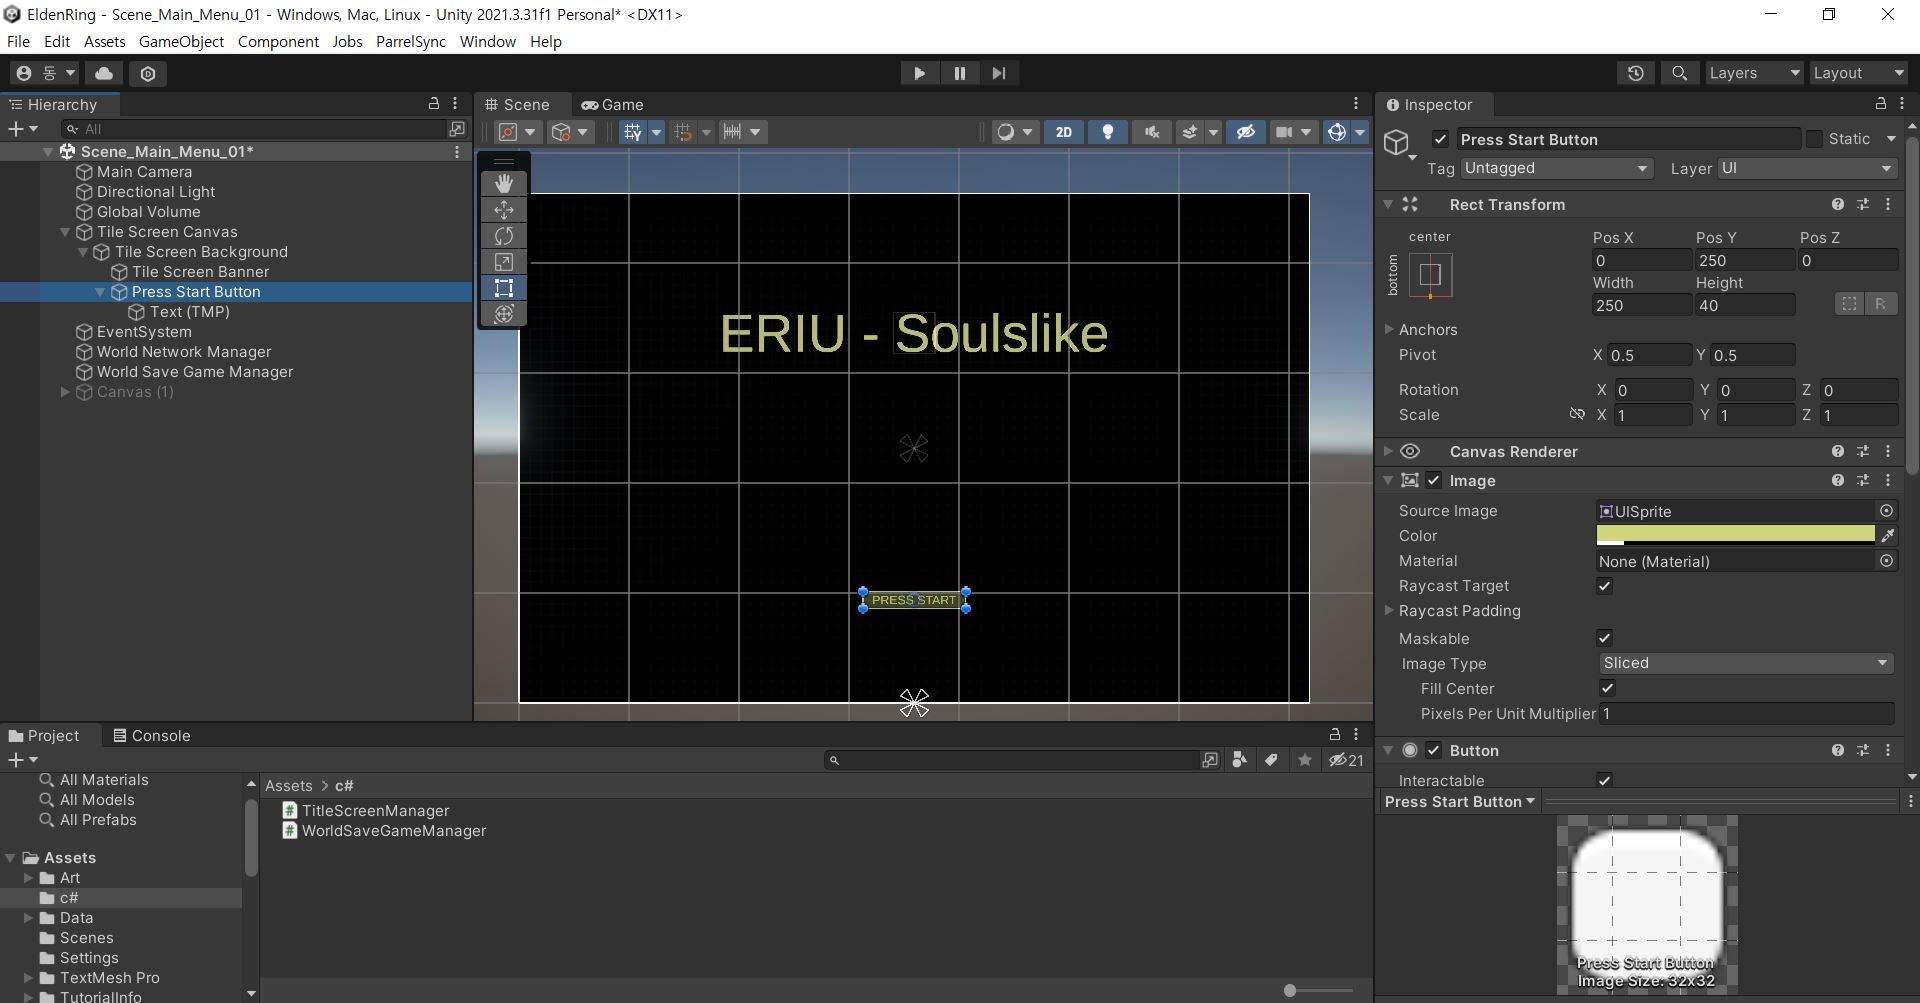 EldenRing - Scene_Main_Menu_01 - Windows, Mac, Linux - Unity 2021.3.31f1 Personal* <DX11>
File Edit Assets GameObject Component Jobs ParrelSync Window Help
동 Layers Layout
Hierarchy
All
Scene_Main_Menu_01*
Main Camera
Directional Light
Global Volume
Tile Screen Canvas
Tile Screen Background
Tile Screen Banner
Press Start Button
Text (TMP)
EventSystem
World Network Manager
World Save Game Manager
Canvas (1)
Scene Game
2D
ERIU - Soulslike
PRESS START
Inspector
Press Start Button Static
Tag Untagged Layer UI
Rect Transform
center
bottom
Pos X Pos Y Pos Z
0 250 0
Width Height
250 40 R
Anchors
Pivot X 0.5 Y 0.5
Rotation X 0 Y 0 Z 0
Scale X 1 Y 1 Z 1
Canvas Renderer
Image
Source Image UISprite
Color
Material None (Material)
Raycast Target
Raycast Padding
Maskable
Image Type Sliced
Fill Center
Pixels Per Unit Multiplier 1
Button
Interactable
Press Start Button
Press Start Button
Image Size: 32x32
Project Console
21
All Materials
All Models
All Prefabs
Assets
Art
c#
Data
Scenes
Settings
TextMesh Pro
TutorialInfo
Assets > c#
TitleScreenManager
WorldSaveGameManager